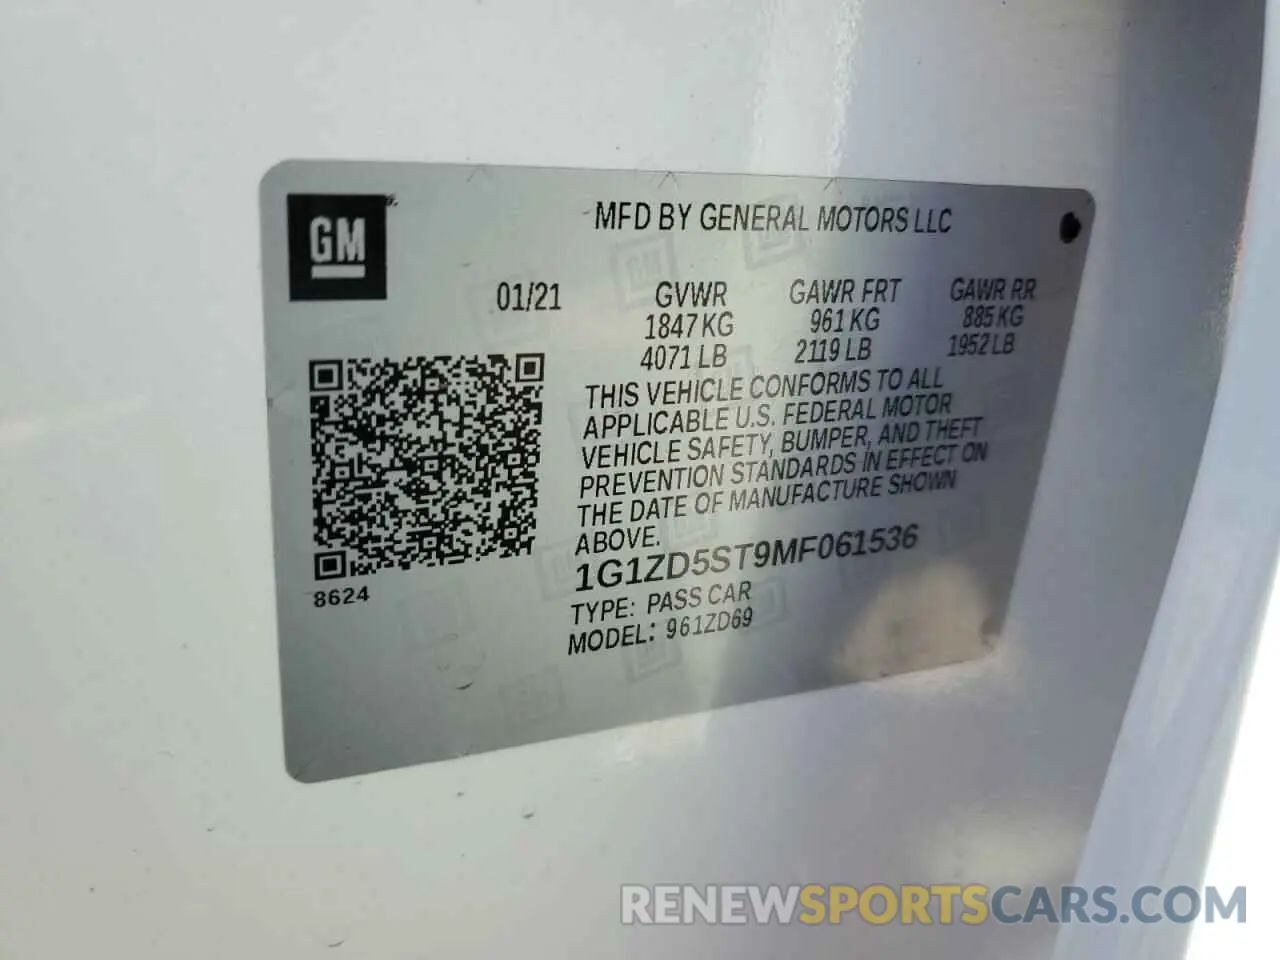 GM
MFD BY GENERAL MOTORS LLC
01/21 GVWR GAWR FRT GAWR RR
1847 KG 961 KG 885 KG
4071 LB 2119 LB 1952 LB
THIS VEHICLE CONFORMS TO ALL
APPLICABLE U.S. FEDERAL MOTOR
VEHICLE SAFETY, BUMPER, AND THEFT
PREVENTION STANDARDS IN EFFECT ON
THE DATE OF MANUFACTURE SHOWN
ABOVE.
1G1ZD5ST9MF061536
8624
TYPE: PASS CAR
MODEL: 961ZD69
RENEWSPORTSCARS.COM